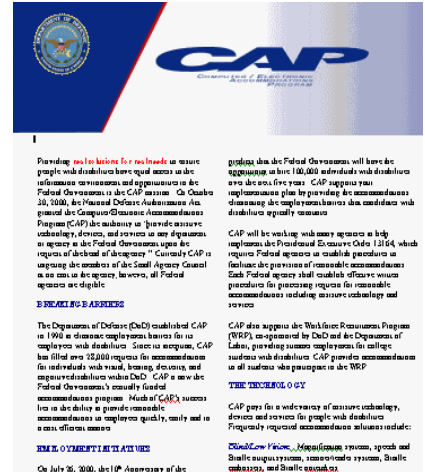 CAP
COMPUTER / ELECTRONIC
ACCOMMODATIONS
PROGRAM
Providing real solutions for real needs to ensure
people with disabilities have equal access to the
information environment and opportunities in the
Federal Government is the CAP mission. On October
30, 2000, the National Defense Authorization Act
granted the Computer/Electronic Accommodations
Program (CAP) the authority to "provide assistive
technology, devices, and services to any department
or agency in the Federal Government upon the
request of the head of the agency." Currently CAP is
targeting the members of the Small Agency Council
at no cost to the agency, however, all Federal
agencies are eligible.
BREAKING BARRIERS
The Department of Defense (DoD) established CAP
in 1990 to eliminate employment barriers for its
employees with disabilities. Since its inception, CAP
has filled over 28,000 requests for accommodations
for individuals with visual, hearing, dexterity, and
cognitive disabilities within DoD. CAP is now the
Federal Government's centrally funded
accommodations program. Much of CAP's success
lies in the ability to provide reasonable
accommodations to employees quickly, easily and in
a cost efficient manner.
EMPLOYMENT INITIATIVES
On July 26, 2000, the 10th Anniversary of the
predicts that the Federal Government will have the
opportunity to hire 100,000 individuals with disabilities
over the next five years. CAP supports your
implementation plan by providing the accommodations
eliminating the employment barriers that candidates with
disabilities typically encounter.
CAP will be working with many agencies to help
implement the Presidential Executive Order 13164, which
requires Federal agencies to establish procedures to
facilitate the provision of reasonable accommodations.
Each Federal agency shall establish effective written
procedures for processing request for reasonable
accommodations including assistive technology and
services.
CAP also supports the Workforce Recruitment Program
(WRP), co-sponsored by DoD and the Department of
Labor, providing summer employment for college
students with disabilities. CAP provides accommodations
to all students who participate in the WRP.
THE TECHNOLOGY
CAP pays for a wide variety of assistive technology,
devices and services for people with disabilities.
Frequently requested accommodation solutions include:
Blind/Low Vision: Magnification systems, speech and
Braille output systems, screen reader systems, Braille
embossers, and Braille